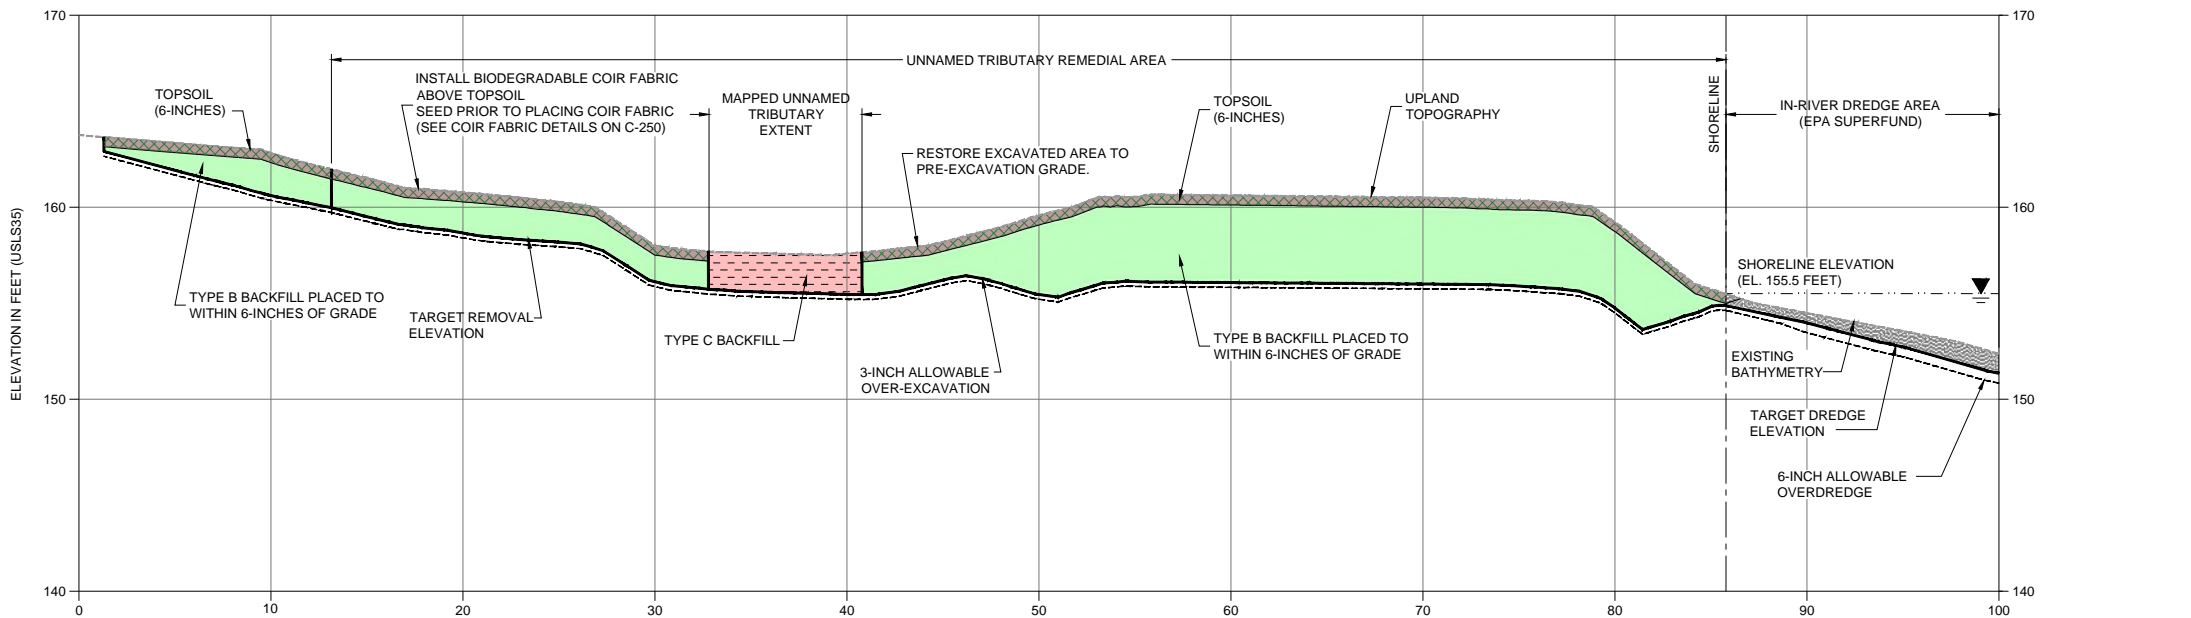 170
170
UNNAMED TRIBUTARY REMEDIAL AREA
INSTALL BIODEGRADABLE COIR FABRIC
ABOVE TOPSOIL
SEED PRIOR TO PLACING COIR FABRIC
(SEE COIR FABRIC DETAILS ON C-250)
TOPSOIL
(6-INCHES)
MAPPED UNNAMED
TRIBUTARY
EXTENT
TOPSOIL
(6-INCHES)
UPLAND
TOPOGRAPHY
SHORELINE
IN-RIVER DREDGE AREA
(EPA SUPERFUND)
RESTORE EXCAVATED AREA TO
PRE-EXCAVATION GRADE.
160
160
ELEVATION IN FEET (USLS35)
SHORELINE ELEVATION
(EL. 155.5 FEET)
TYPE B BACKFILL PLACED TO
WITHIN 6-INCHES OF GRADE
TARGET REMOVAL
ELEVATION
TYPE C BACKFILL
3-INCH ALLOWABLE
OVER-EXCAVATION
TYPE B BACKFILL PLACED TO
WITHIN 6-INCHES OF GRADE
EXISTING
BATHYMETRY
150
150
TARGET DREDGE
ELEVATION
6-INCH ALLOWABLE
OVERDREDGE
140
140
0 10 20 30 40 50 60 70 80 90 100